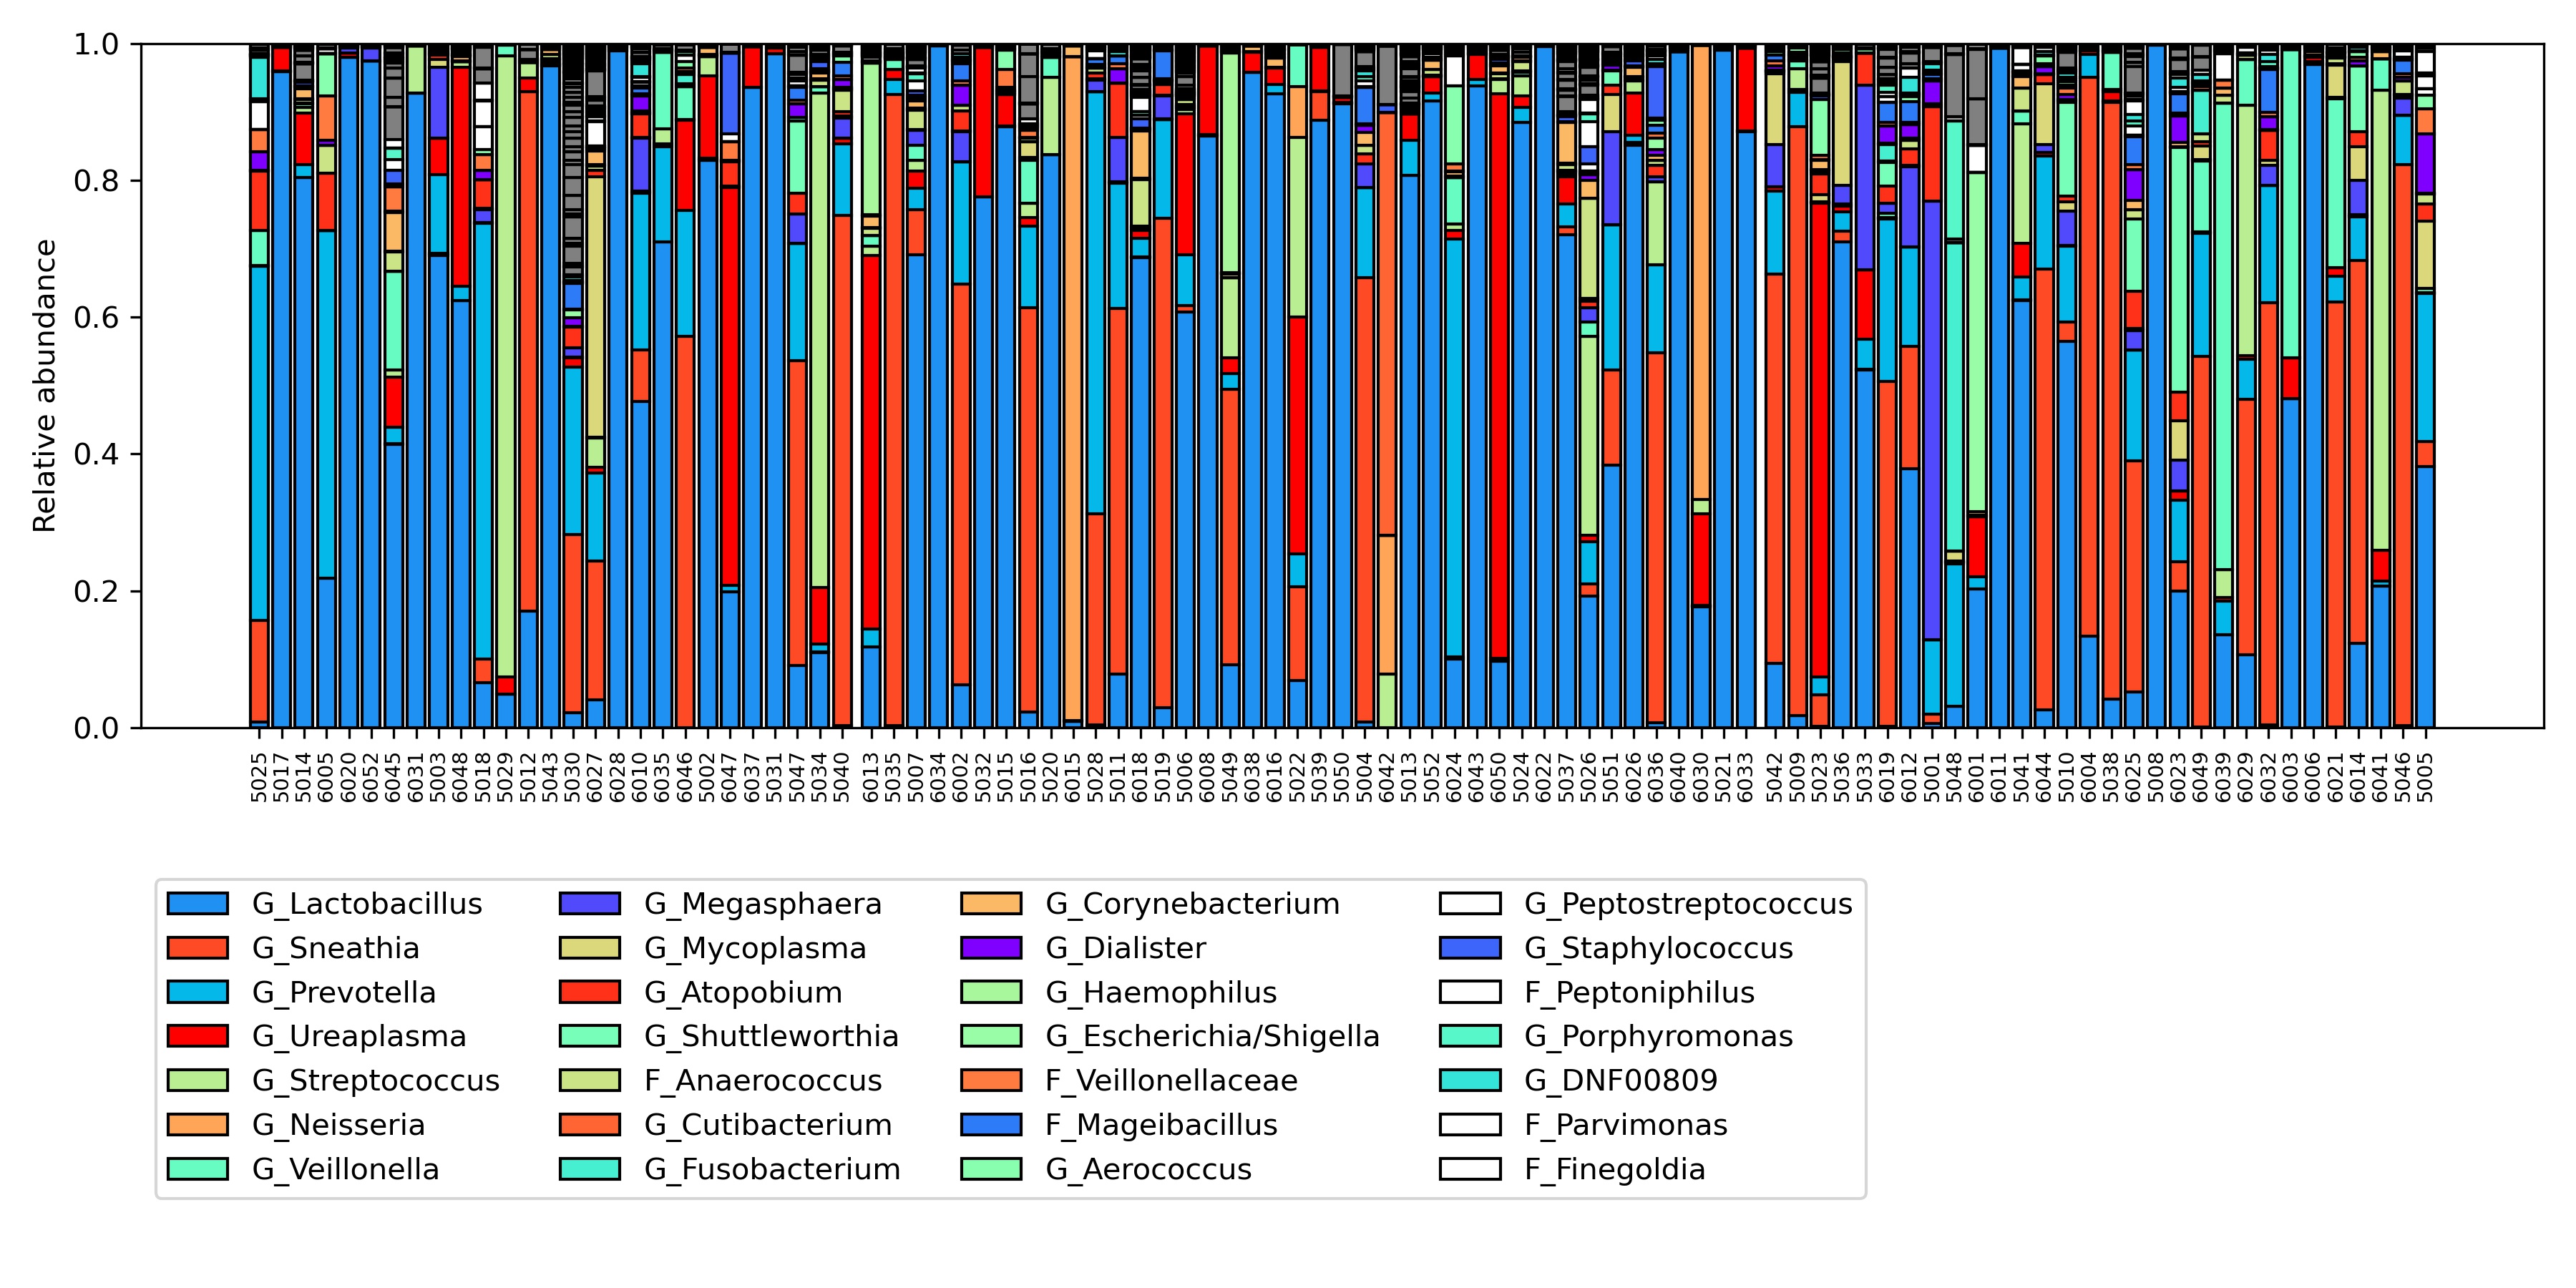 Relative abundance
1.0
0.8
0.6
0.4
0.2
0.0
5025 5017 5014 6005 6020 6052 6045 6031 5003 6048 5018 5029 5012 5043 5030 6027 6028 6010 6035 6046 5002 6047 6037 5031 5047 5034 5040 6013 5035 5007 6034 6002 5032 5015 5016 5020 6015 5028 5011 6018 5019 5006 6008 5049 6038 6016 5022 5039 5050 5004 6042 5013 5052 6024 6043 6050 5024 6022 5037 5026 5051 6026 6036 6040 6030 5021 6033 5042 5009 5023 5036 5033 6019 6012 5001 5048 6001 6011 5041 6044 5010 6004 5038 6025 5008 6023 6049 6039 6029 6032 6003 6006 6021 6014 6041 5046 5005
G_Lactobacillus G_Megasphaera G_Corynebacterium G_Peptostreptococcus
G_Sneathia G_Mycoplasma G_Dialister G_Staphylococcus
G_Prevotella G_Atopobium G_Haemophilus F_Peptoniphilus
G_Ureaplasma G_Shuttleworthia G_Escherichia/Shigella G_Porphyromonas
G_Streptococcus F_Anaerococcus F_Veillonellaceae G_DNF00809
G_Neisseria G_Cutibacterium F_Mageibacillus F_Parvimonas
G_Veillonella G_Fusobacterium G_Aerococcus F_Finegoldia